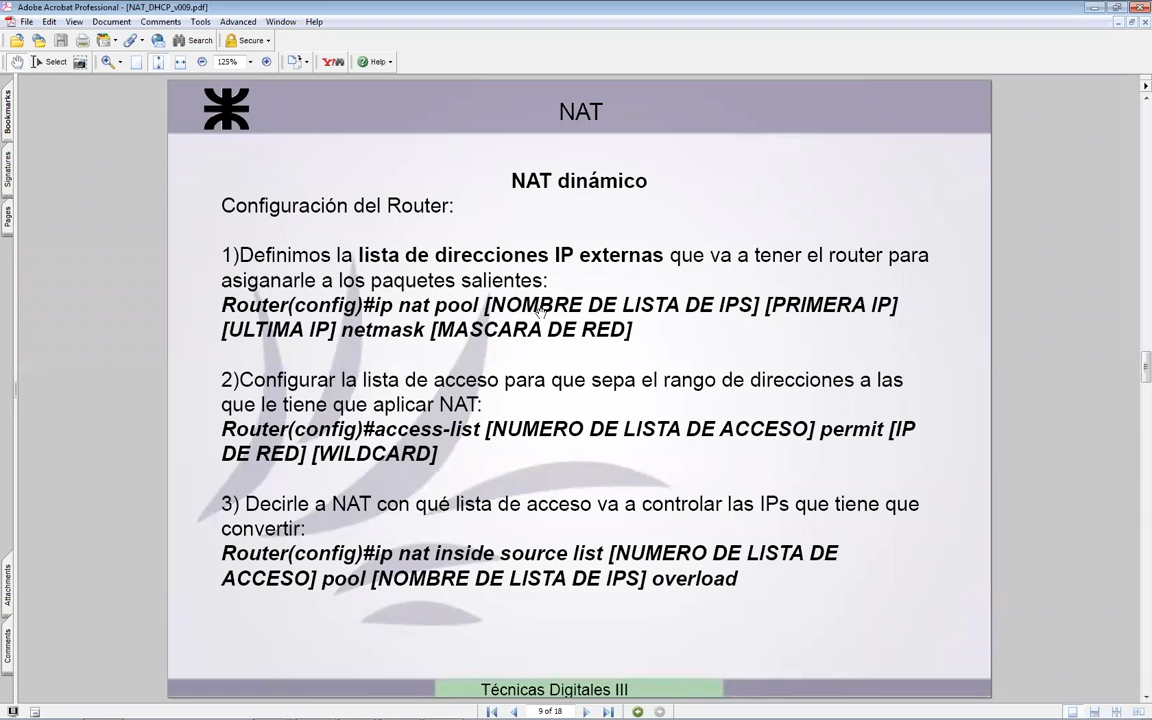 Adobe Acrobat Professional - [NAT_DHCP_v009.pdf]
File Edit View Document Comments Tools Advanced Window Help
Search Secure
Select 125% Help
Bookmarks
Signatures
Pages
Attachments
Comments
NAT
NAT dinámico
Configuración del Router:
1)Definimos la lista de direcciones IP externas que va a tener el router para
asiganarle a los paquetes salientes:
Router(config)#ip nat pool [NOMBRE DE LISTA DE IPS] [PRIMERA IP]
[ULTIMA IP] netmask [MASCARA DE RED]
2)Configurar la lista de acceso para que sepa el rango de direcciones a las
que le tiene que aplicar NAT:
Router(config)#access-list [NUMERO DE LISTA DE ACCESO] permit [IP
DE RED] [WILDCARD]
3) Decirle a NAT con qué lista de acceso va a controlar las IPs que tiene que
convertir:
Router(config)#ip nat inside source list [NUMERO DE LISTA DE
ACCESO] pool [NOMBRE DE LISTA DE IPS] overload
Técnicas Digitales III
9 of 18